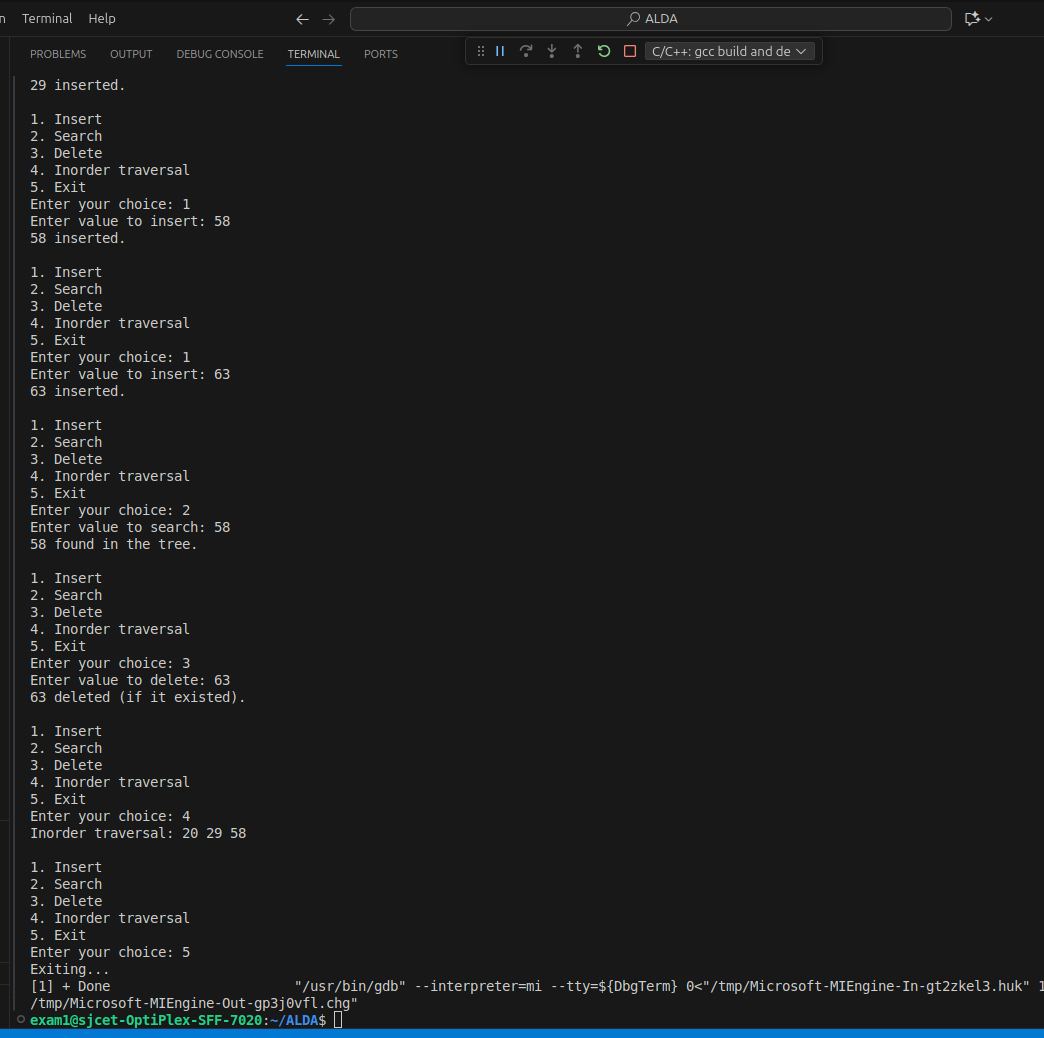 Terminal Help
ALDA
PROBLEMS OUTPUT DEBUG CONSOLE TERMINAL PORTS
C/C++: gcc build and de
29 inserted.
1. Insert
2. Search
3. Delete
4. Inorder traversal
5. Exit
Enter your choice: 1
Enter value to insert: 58
58 inserted.
1. Insert
2. Search
3. Delete
4. Inorder traversal
5. Exit
Enter your choice: 1
Enter value to insert: 63
63 inserted.
1. Insert
2. Search
3. Delete
4. Inorder traversal
5. Exit
Enter your choice: 2
Enter value to search: 58
58 found in the tree.
1. Insert
2. Search
3. Delete
4. Inorder traversal
5. Exit
Enter your choice: 3
Enter value to delete: 63
63 deleted (if it existed).
1. Insert
2. Search
3. Delete
4. Inorder traversal
5. Exit
Enter your choice: 4
Inorder traversal: 20 29 58
1. Insert
2. Search
3. Delete
4. Inorder traversal
5. Exit
Enter your choice: 5
Exiting...
[1] + Done "/usr/bin/gdb" --interpreter=mi --tty=${DbgTerm} 0<"/tmp/Microsoft-MIEngine-In-gt2zkel3.huk" 1
/tmp/Microsoft-MIEngine-Out-gp3j0vfl.chg"
exam1@sjcet-OptiPlex-SFF-7020:~/ALDA$